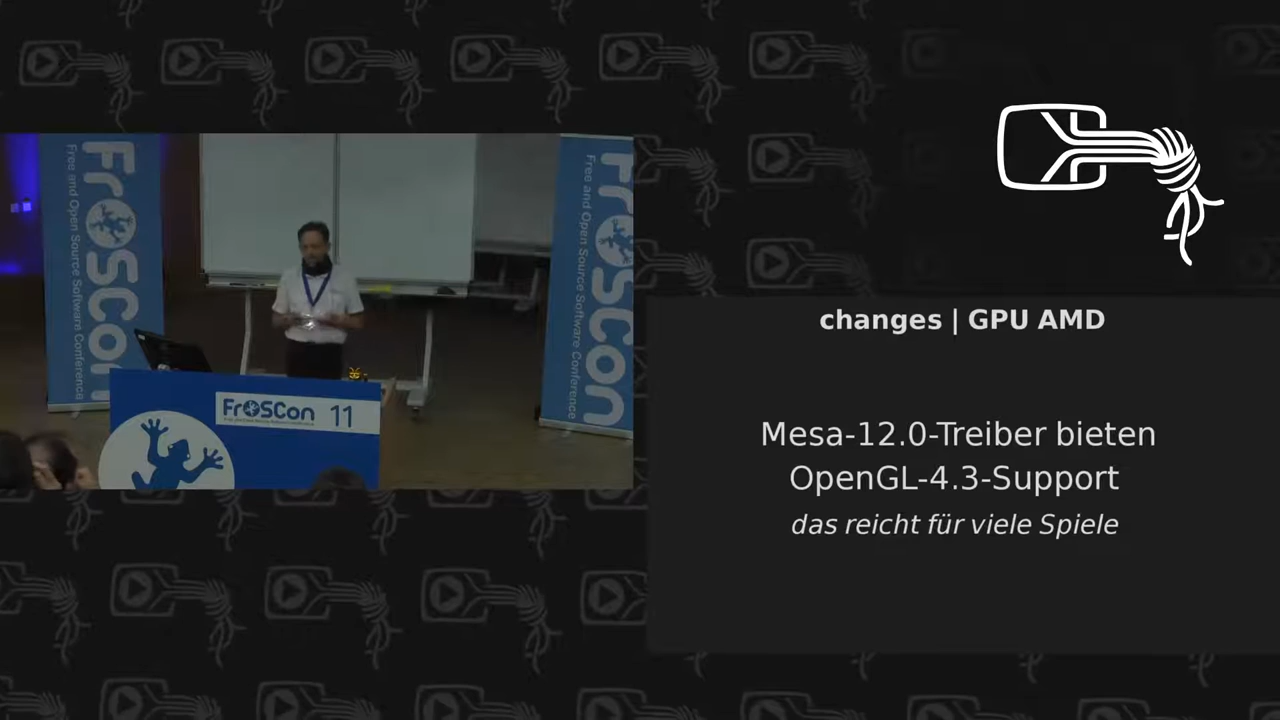 FrOSCon
Free and Open Source Software Conference
FrOSCon
Free and Open Source Software Conference
FrOSCon 11
changes | GPU AMD
Mesa-12.0-Treiber bieten
OpenGL-4.3-Support
das reicht für viele Spiele